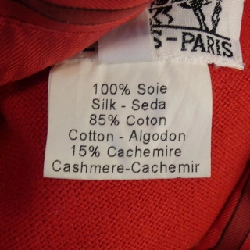 S-PARIS
100% Soie
Silk - Seda
85% Coton
Cotton - Algodon
15% Cachemire
Cashmere-Cachemir